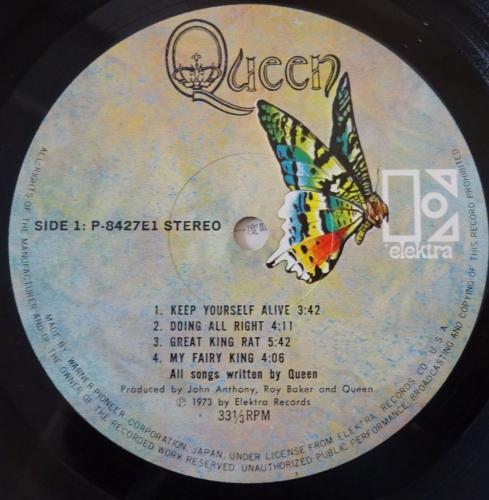 Queen
elektra
SIDE 1: P-8427E1 STEREO
1. KEEP YOURSELF ALIVE 3:42
2. DOING ALL RIGHT 4:11
3. GREAT KING RAT 5:42
4. MY FAIRY KING 4:06
All songs written by Queen
Produced by John Anthony, Roy Baker and Queen
℗ 1973 by Elektra Records
33⅓RPM
MADE BY WARNER PIONEER CORPORATION, JAPAN, UNDER LICENSE FROM ELEKTRA RECORDS CO., U.S.A.
ALL RIGHTS OF THE MANUFACTURER AND OF THE OWNER OF THE RECORDED WORK RESERVED. UNAUTHORIZED PUBLIC PERFORMANCE, BROADCASTING AND COPYING OF THIS RECORD PROHIBITED